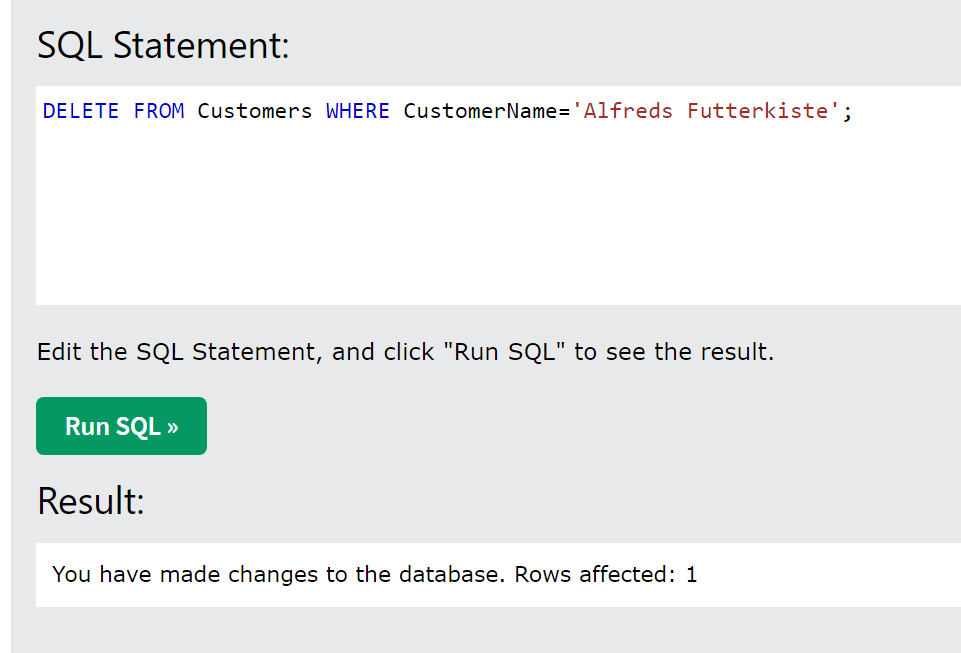 SQL Statement:
DELETE FROM Customers WHERE CustomerName='Alfreds Futterkiste';
Edit the SQL Statement, and click "Run SQL" to see the result.
Run SQL »
Result:
You have made changes to the database. Rows affected: 1